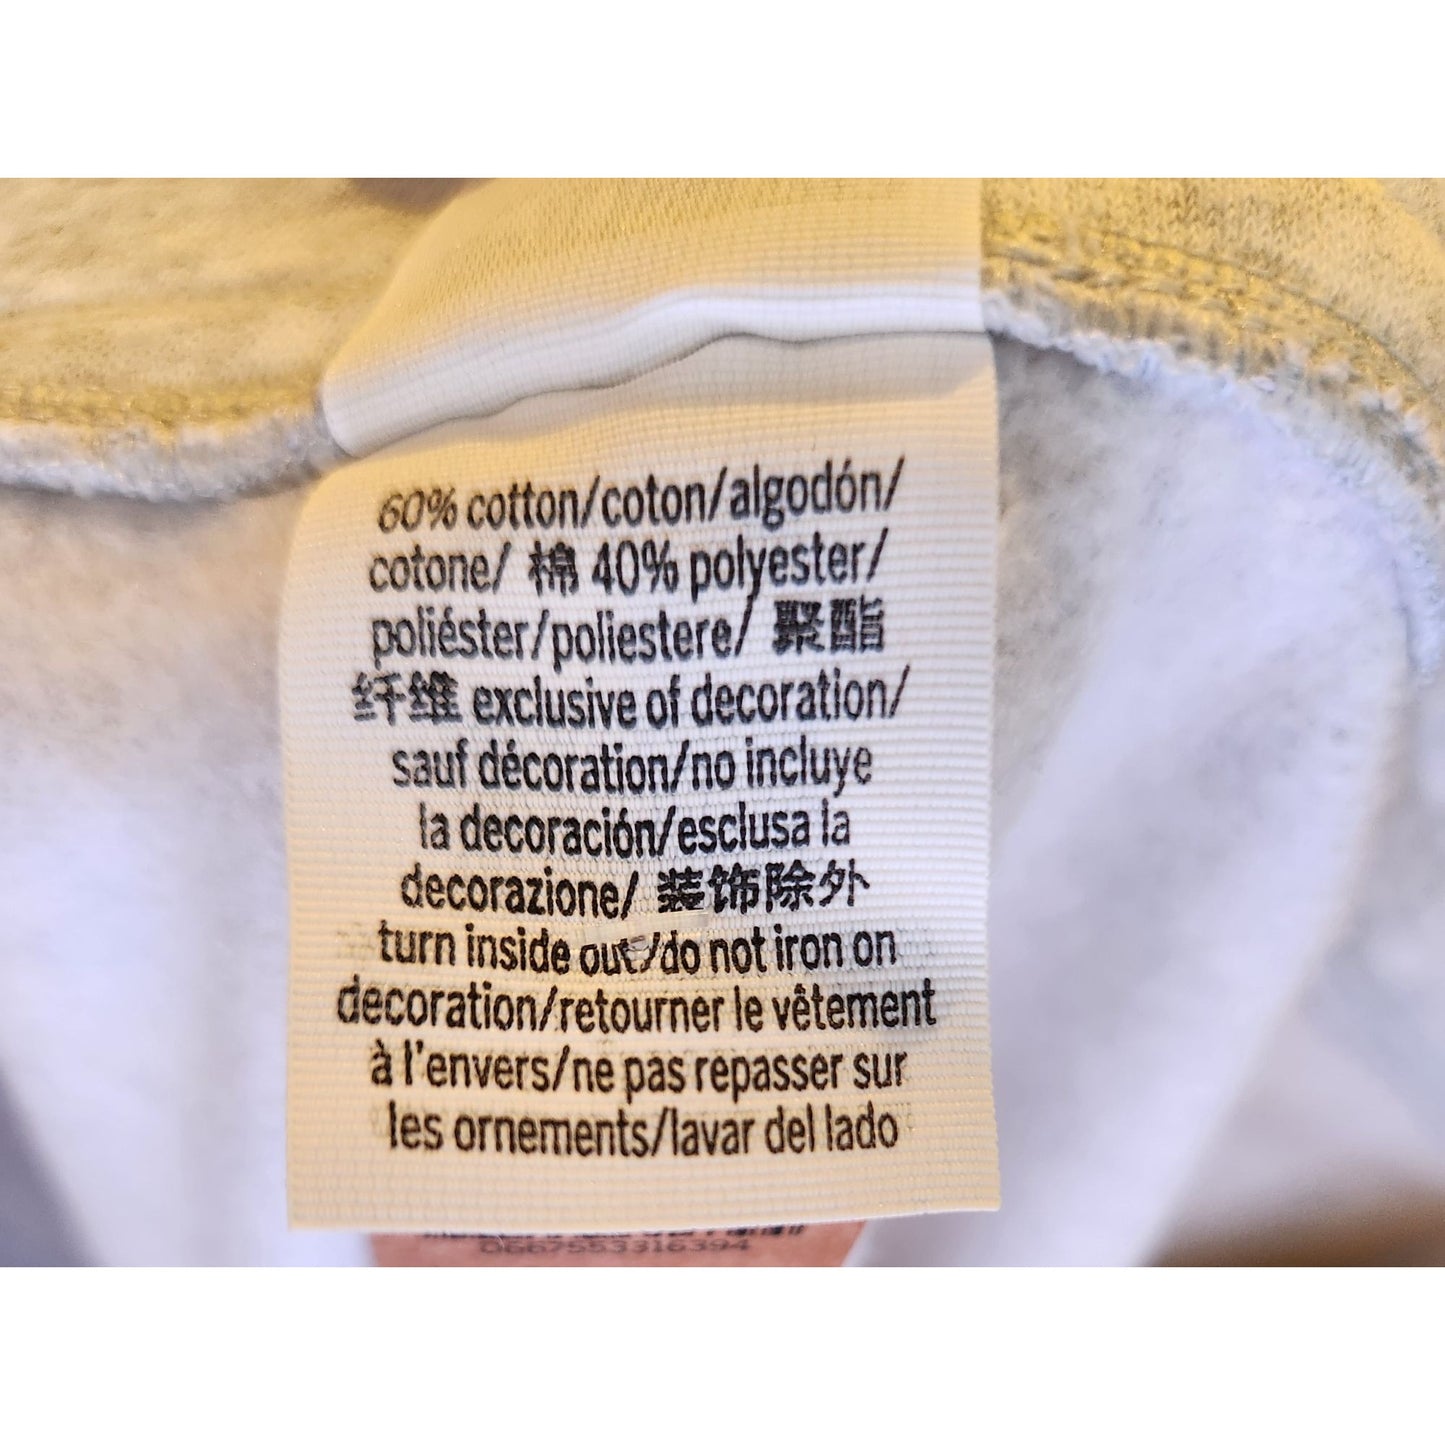 60% cotton/coton/algodón/
cotone/ 棉 40% polyester/
poliéster/poliestere/ 聚酯
纤维 exclusive of decoration/
sauf décoration/no incluye
la decoración/esclusa la
decorazione/ 装饰除外
turn inside out/do not iron on
decoration/retourner le vêtement
à l'envers/ne pas repasser sur
les ornements/lavar del lado
0667553316394